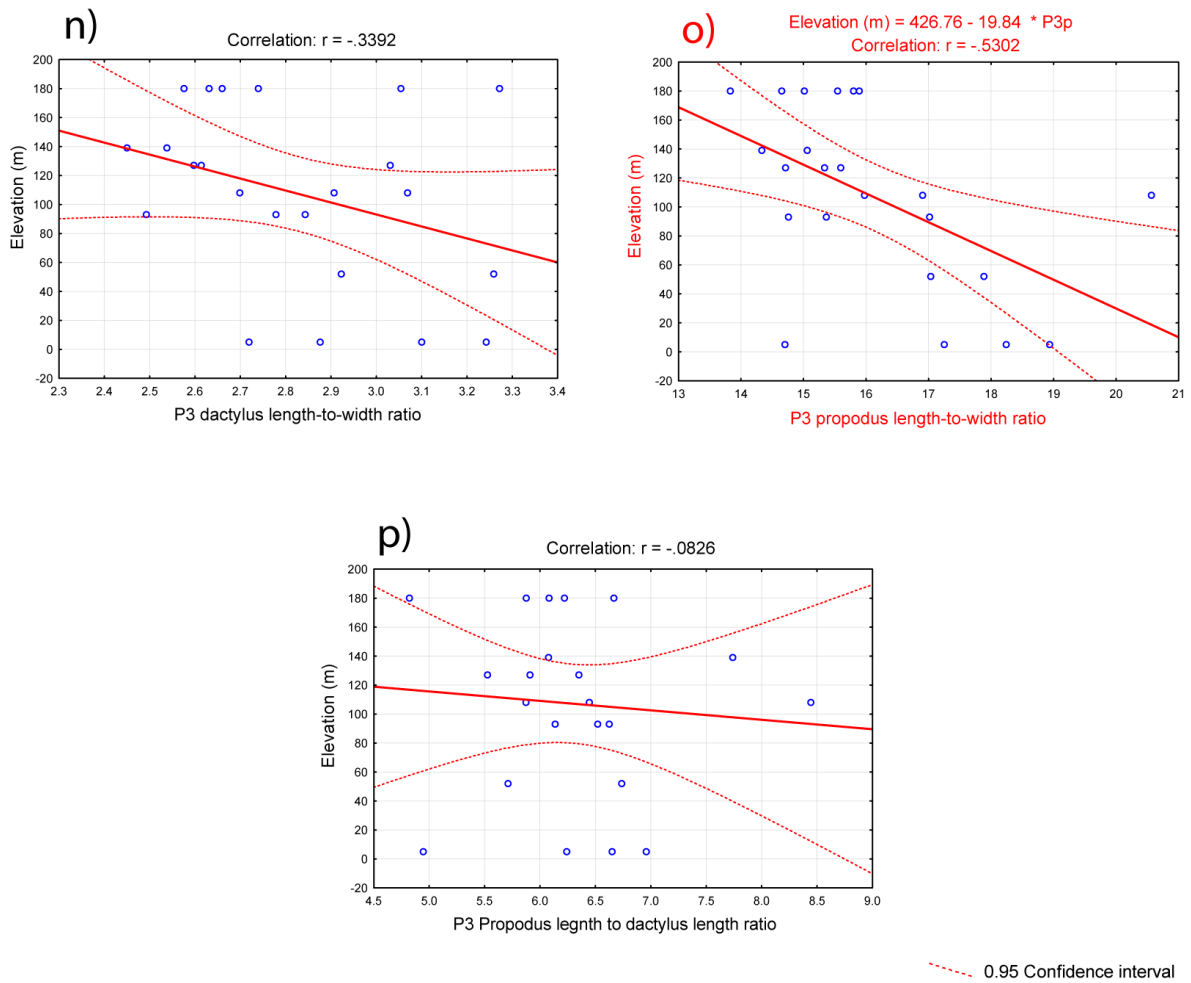 n)
Correlation: r = -.3392
200
180
160
140
120
100
80
60
40
20
0
-20
Elevation (m)
2.3 2.4 2.5 2.6 2.7 2.8 2.9 3.0 3.1 3.2 3.3 3.4
P3 dactylus length-to-width ratio
o)
Elevation (m) = 426.76 - 19.84 * P3p
Correlation: r = -.5302
200
180
160
140
120
100
80
60
40
20
0
-20
Elevation (m)
13 14 15 16 17 18 19 20 21
P3 propodus length-to-width ratio
p)
Correlation: r = -.0826
200
180
160
140
120
100
80
60
40
20
0
-20
Elevation (m)
4.5 5.0 5.5 6.0 6.5 7.0 7.5 8.0 8.5 9.0
P3 Propodus legnth to dactylus length ratio
0.95 Confidence interval